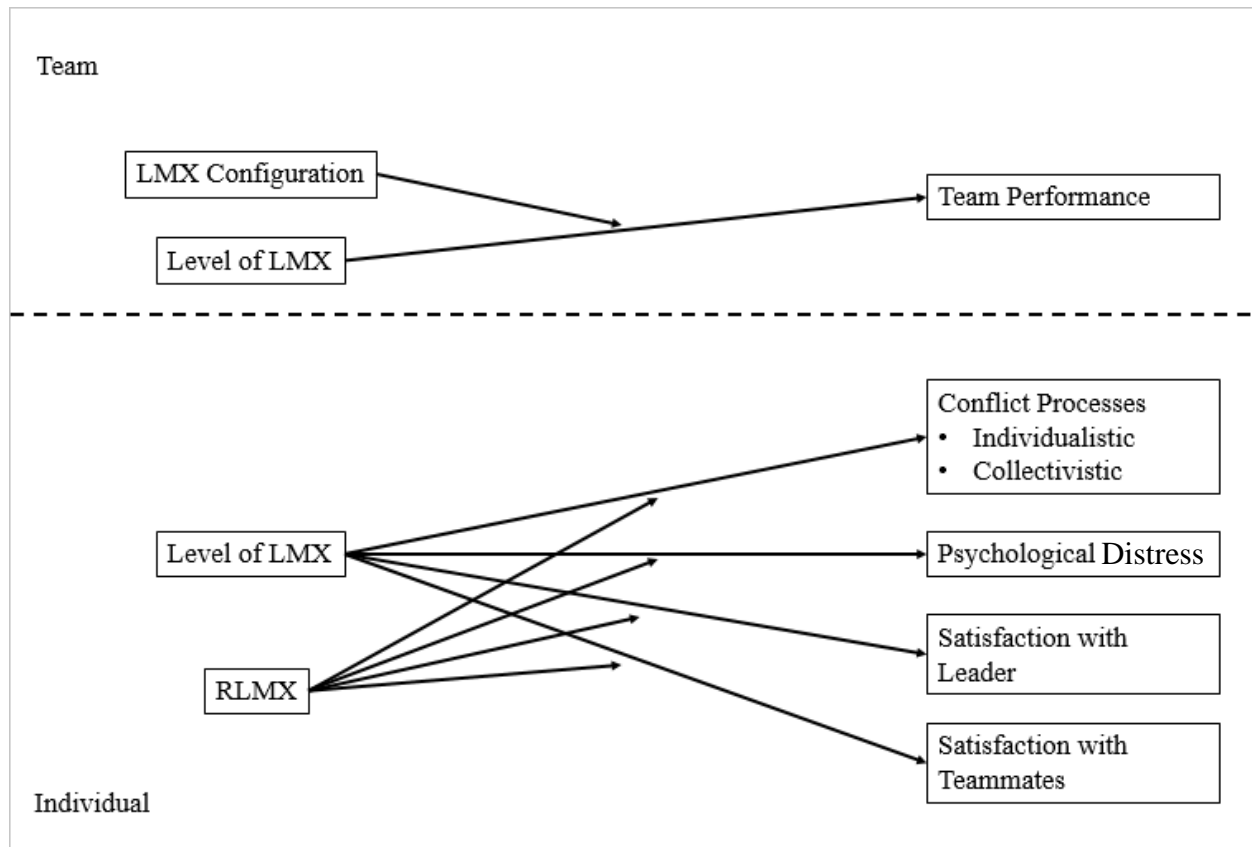 Team
LMX Configuration
Team Performance
Level of LMX
Conflict Processes
• Individualistic
• Collectivistic
Level of LMX
Psychological Distress
Satisfaction with
Leader
RLMX
Satisfaction with
Teammates
Individual